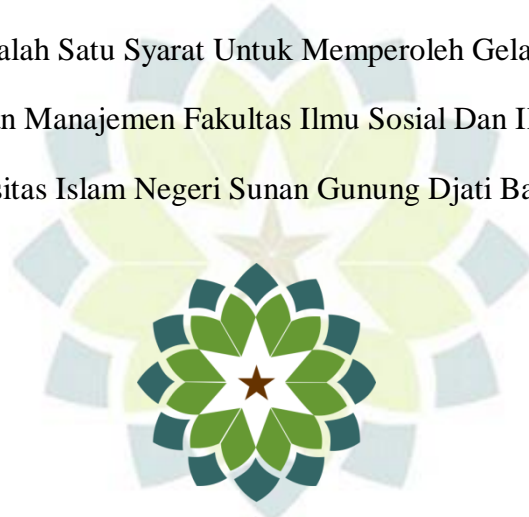 alah Satu Syarat Untuk Memperoleh Gela
n Manajemen Fakultas Ilmu Sosial Dan I
sitas Islam Negeri Sunan Gunung Djati Ba